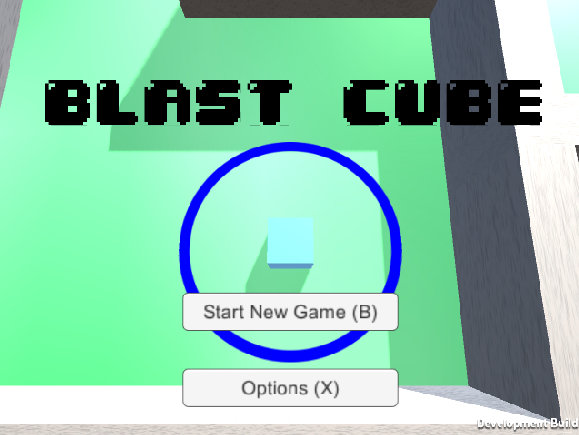 BLAST CUBE
Start New Game (B)
Options (X)
Development Build